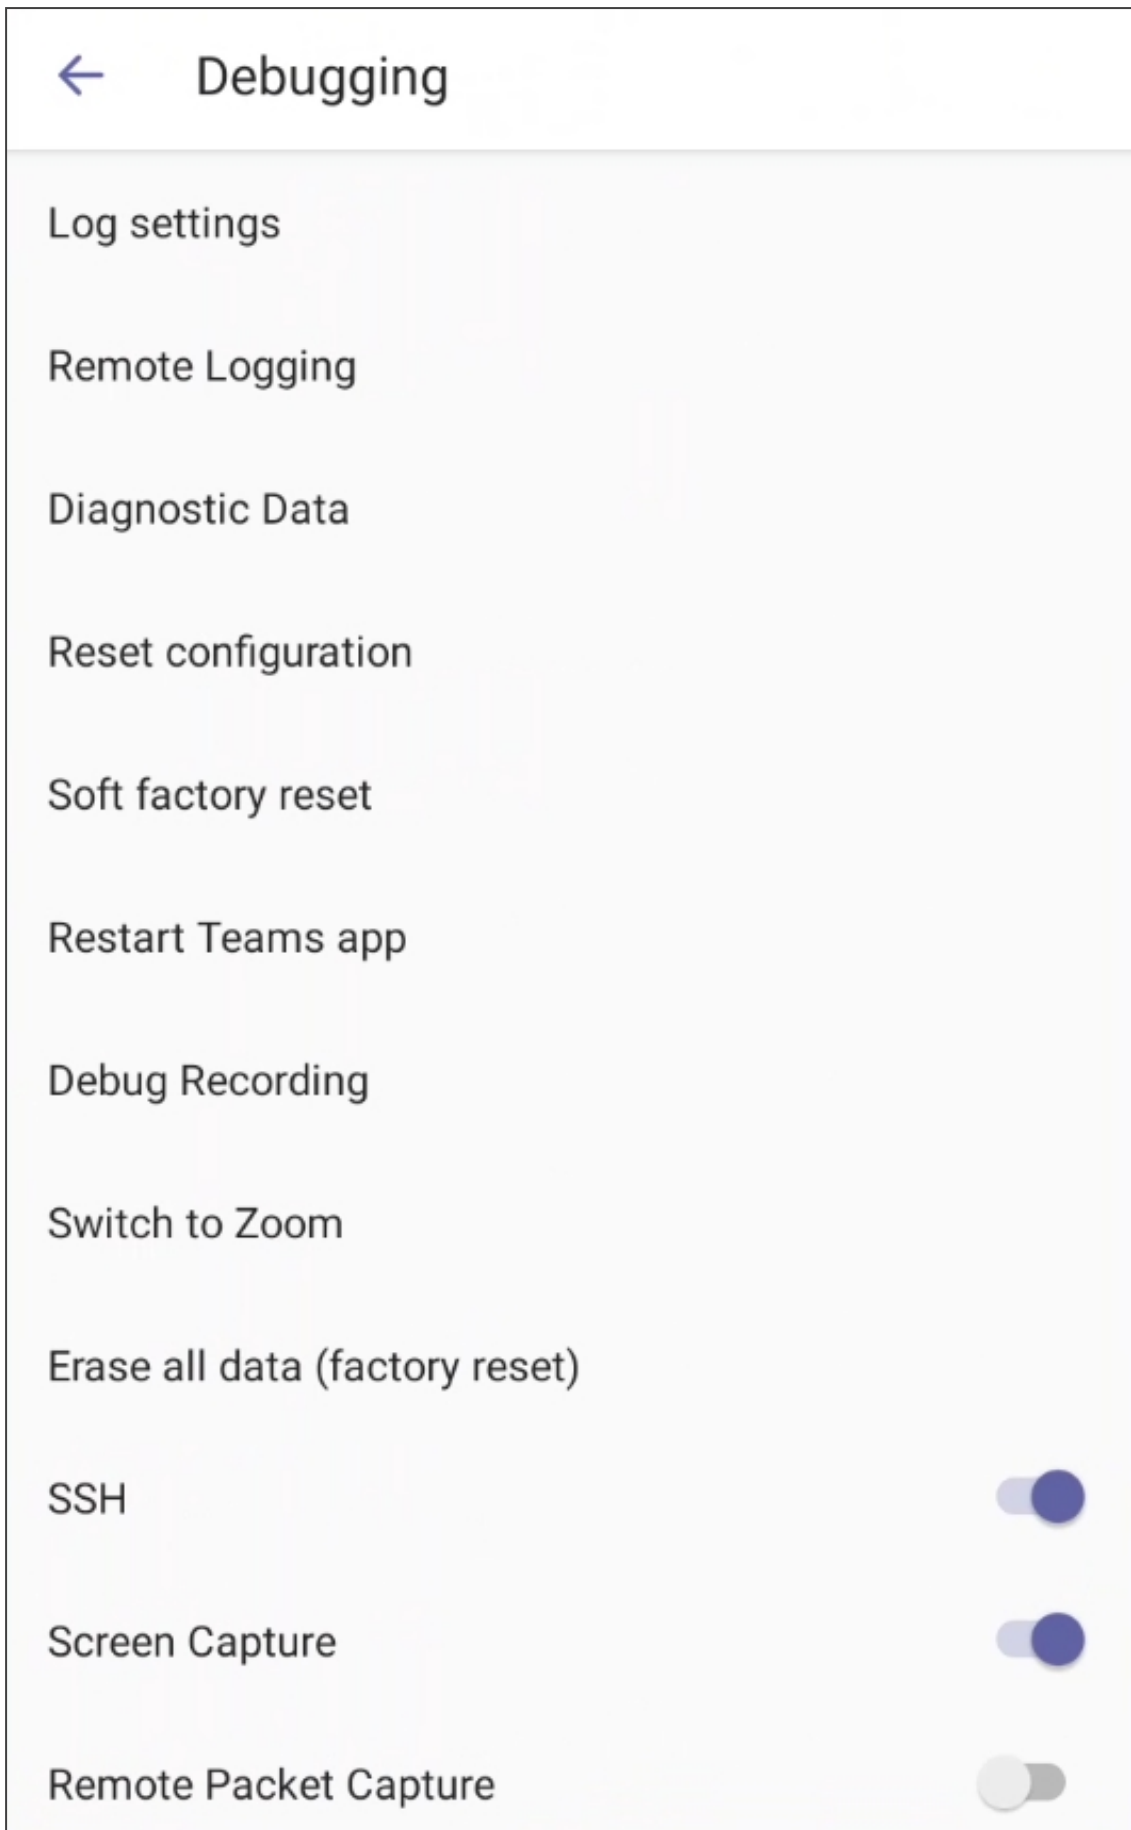 Debugging
Log settings
Remote Logging
Diagnostic Data
Reset configuration
Soft factory reset
Restart Teams app
Debug Recording
Switch to Zoom
Erase all data (factory reset)
SSH
Screen Capture
Remote Packet Capture